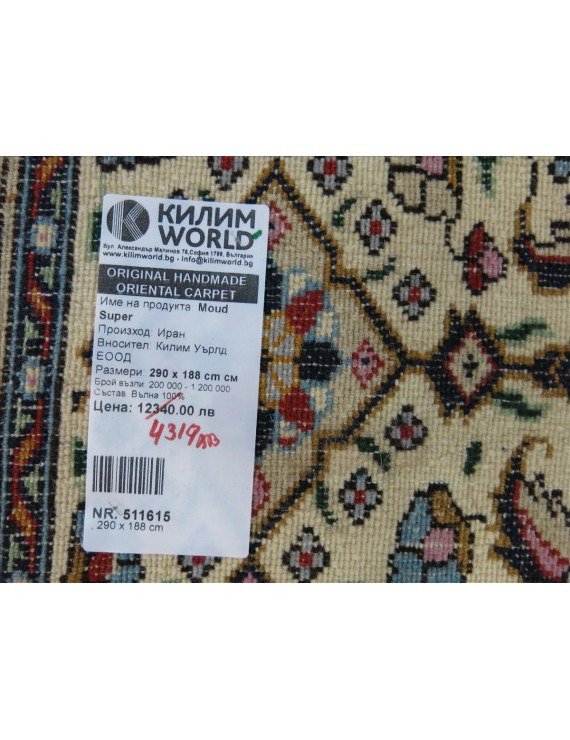 КИЛИМ
WORLD
бул. Александър Малинов 78, София 1799, България
www.kilimworld.bg - info@kilimworld.bg
ORIGINAL HANDMADE
ORIENTAL CARPET
Име на продукта: Moud
Super
Произход: Иран
Вносител: Килим Уърлд
ЕООД
Размери: 290 x 188 cm см
Брой възли: 200 000 - 1 200 000
Състав: Вълна 100%
Цена: 12340.00 лв
4319лв
NR. 511615
. 290 x 188 cm